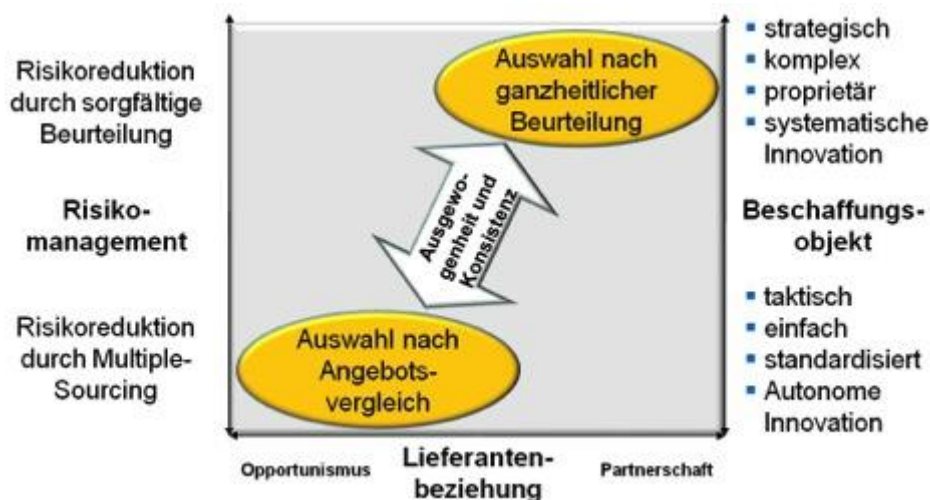 Risikoreduktion
durch sorgfältige
Beurteilung
Risiko-
management
Risikoreduktion
durch Multiple-
Sourcing
Auswahl nach
ganzheitlicher
Beurteilung
Ausgewo-
genheit und
Konsistenz
Auswahl nach
Angebots-
vergleich
strategisch
komplex
proprietär
systematische
Innovation
Beschaffungs-
objekt
taktisch
einfach
standardisiert
Autonome
Innovation
Opportunismus
Lieferanten-
beziehung
Partnerschaft